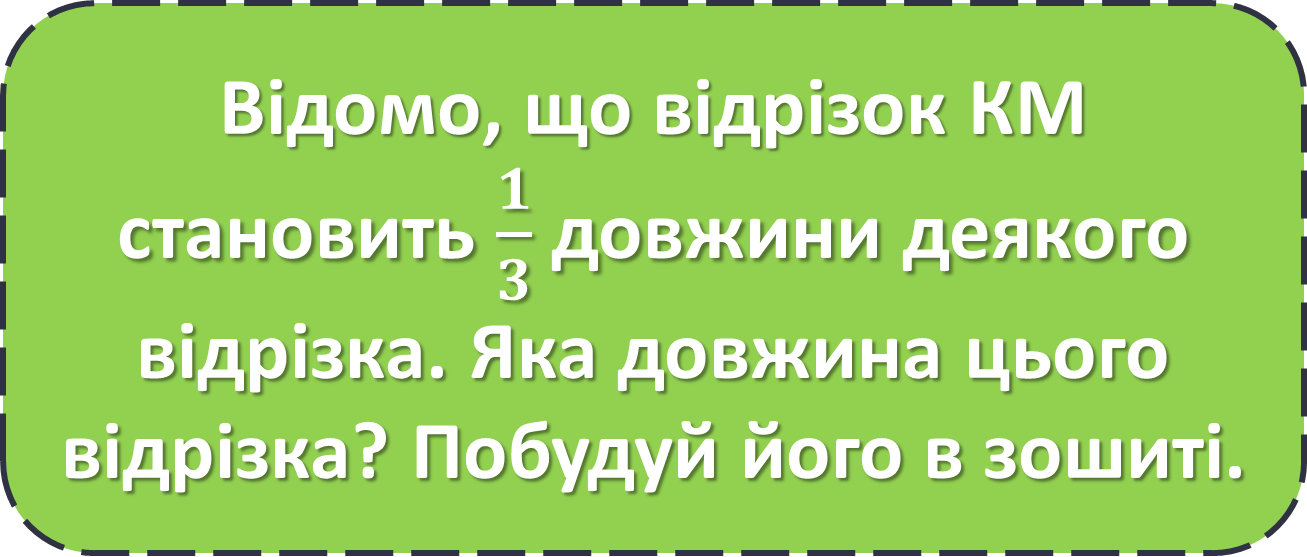 Відомо, що відрізок КМ
становить 1/3 довжини деякого
відрізка. Яка довжина цього
відрізка? Побудуй його в зошиті.